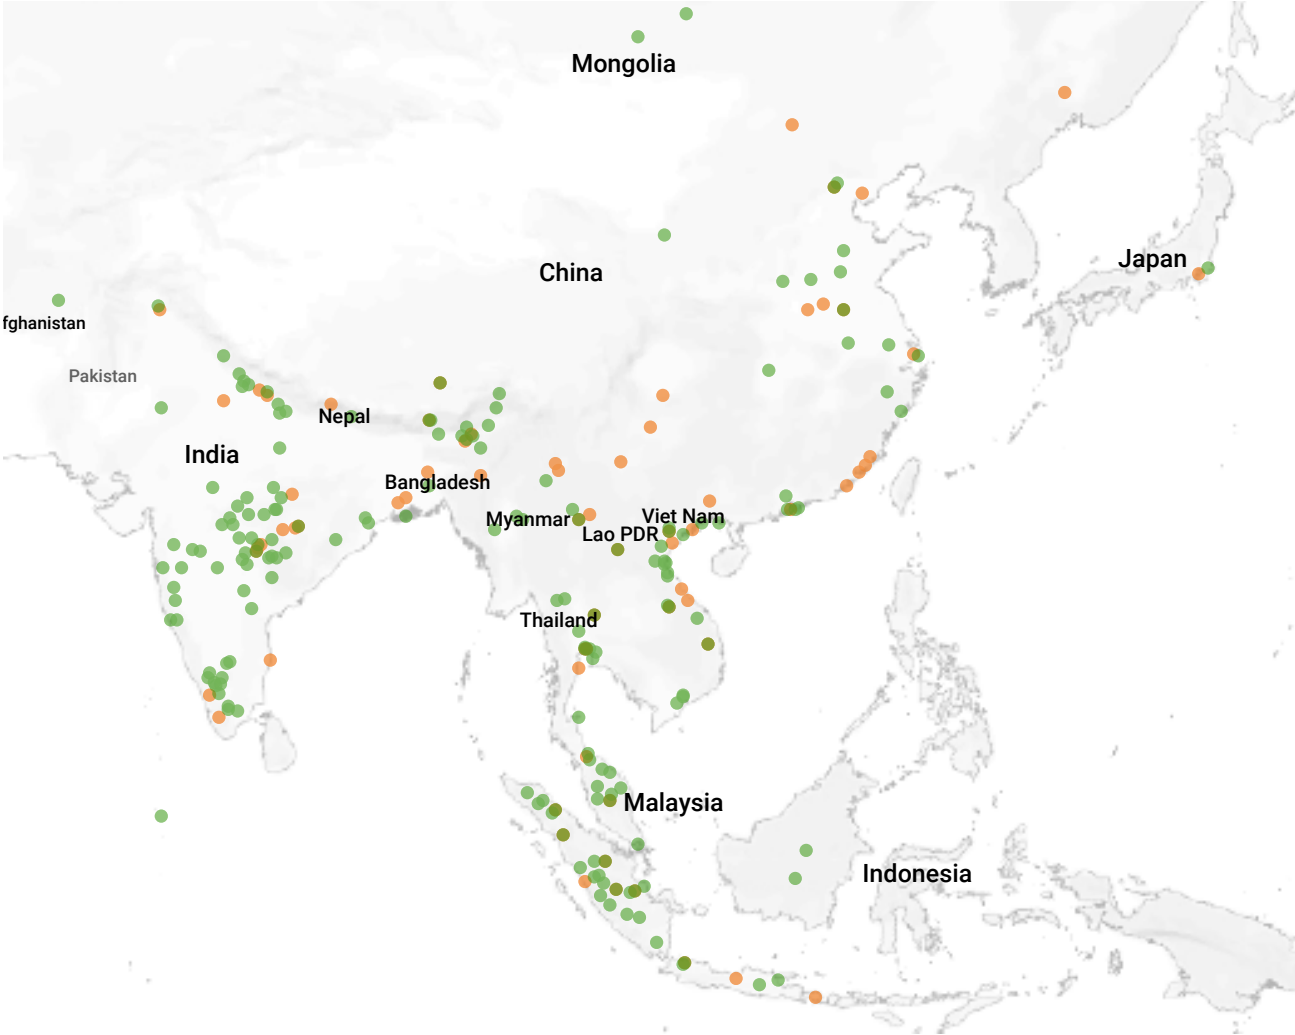 Mongolia
China
Japan
fghanistan
Pakistan
Nepal
India
Bangladesh
Myanmar
Viet Nam
Lao PDR
Thailand
Malaysia
Indonesia